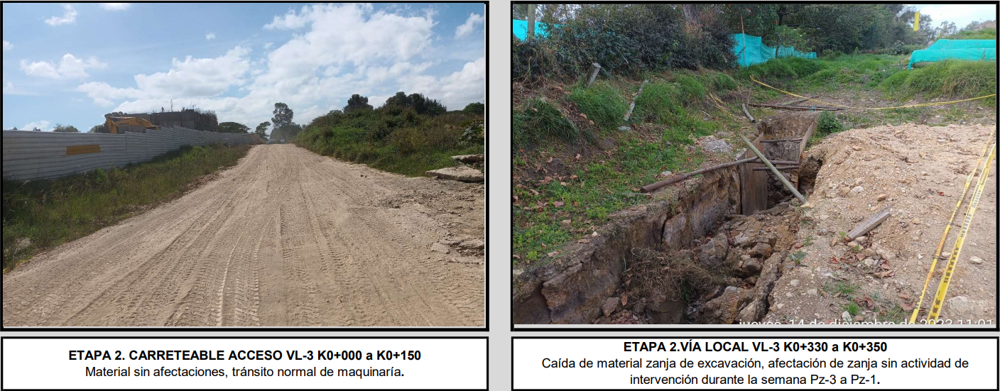 jueves, 14 de diciembre de 2023 11:01
ETAPA 2. CARRETEABLE ACCESO VL-3 K0+000 a K0+150
Material sin afectaciones, tránsito normal de maquinaría.
ETAPA 2.VÍA LOCAL VL-3 K0+330 a K0+350
Caída de material zanja de excavación, afectación de zanja sin actividad de
intervención durante la semana Pz-3 a Pz-1.